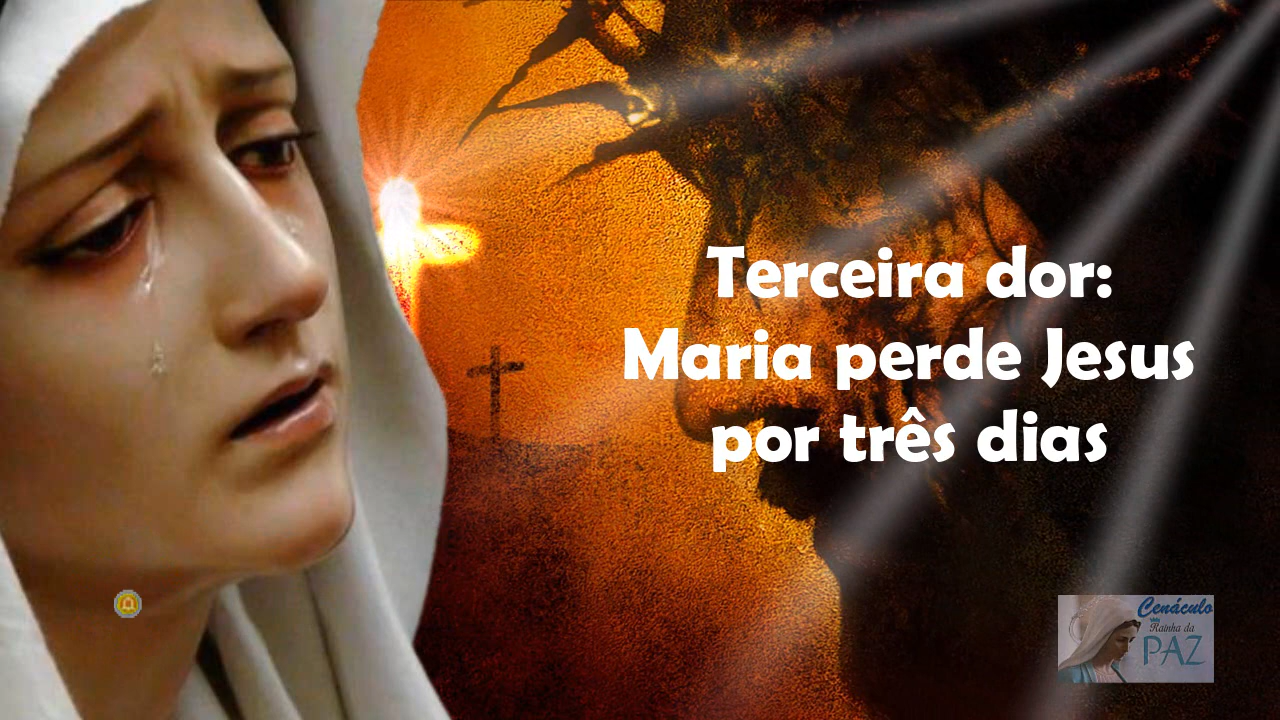 Terceira dor:
Maria perde Jesus
por três dias
Cenáculo
Rainha da
PAZ